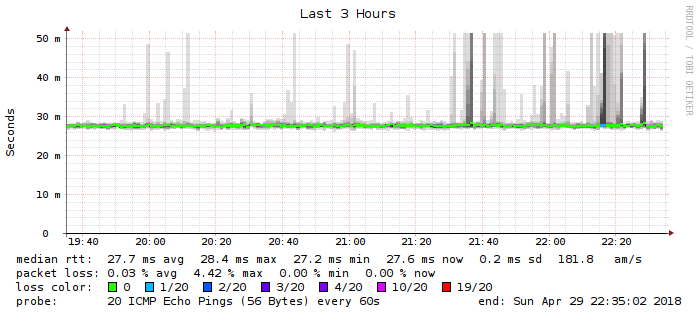 Last 3 Hours
RRDTOOL / TOBI OETIKER
Seconds
50 m
40 m
30 m
20 m
10 m
0
19:40 20:00 20:20 20:40 21:00 21:20 21:40 22:00 22:20
median rtt: 27.7 ms avg 28.4 ms max 27.2 ms min 27.6 ms now 0.2 ms sd 181.8 am/s
packet loss: 0.03 % avg 4.42 % max 0.00 % min 0.00 % now
loss color: 0 1/20 2/20 3/20 4/20 10/20 19/20
probe: 20 ICMP Echo Pings (56 Bytes) every 60s end: Sun Apr 29 22:35:02 2018